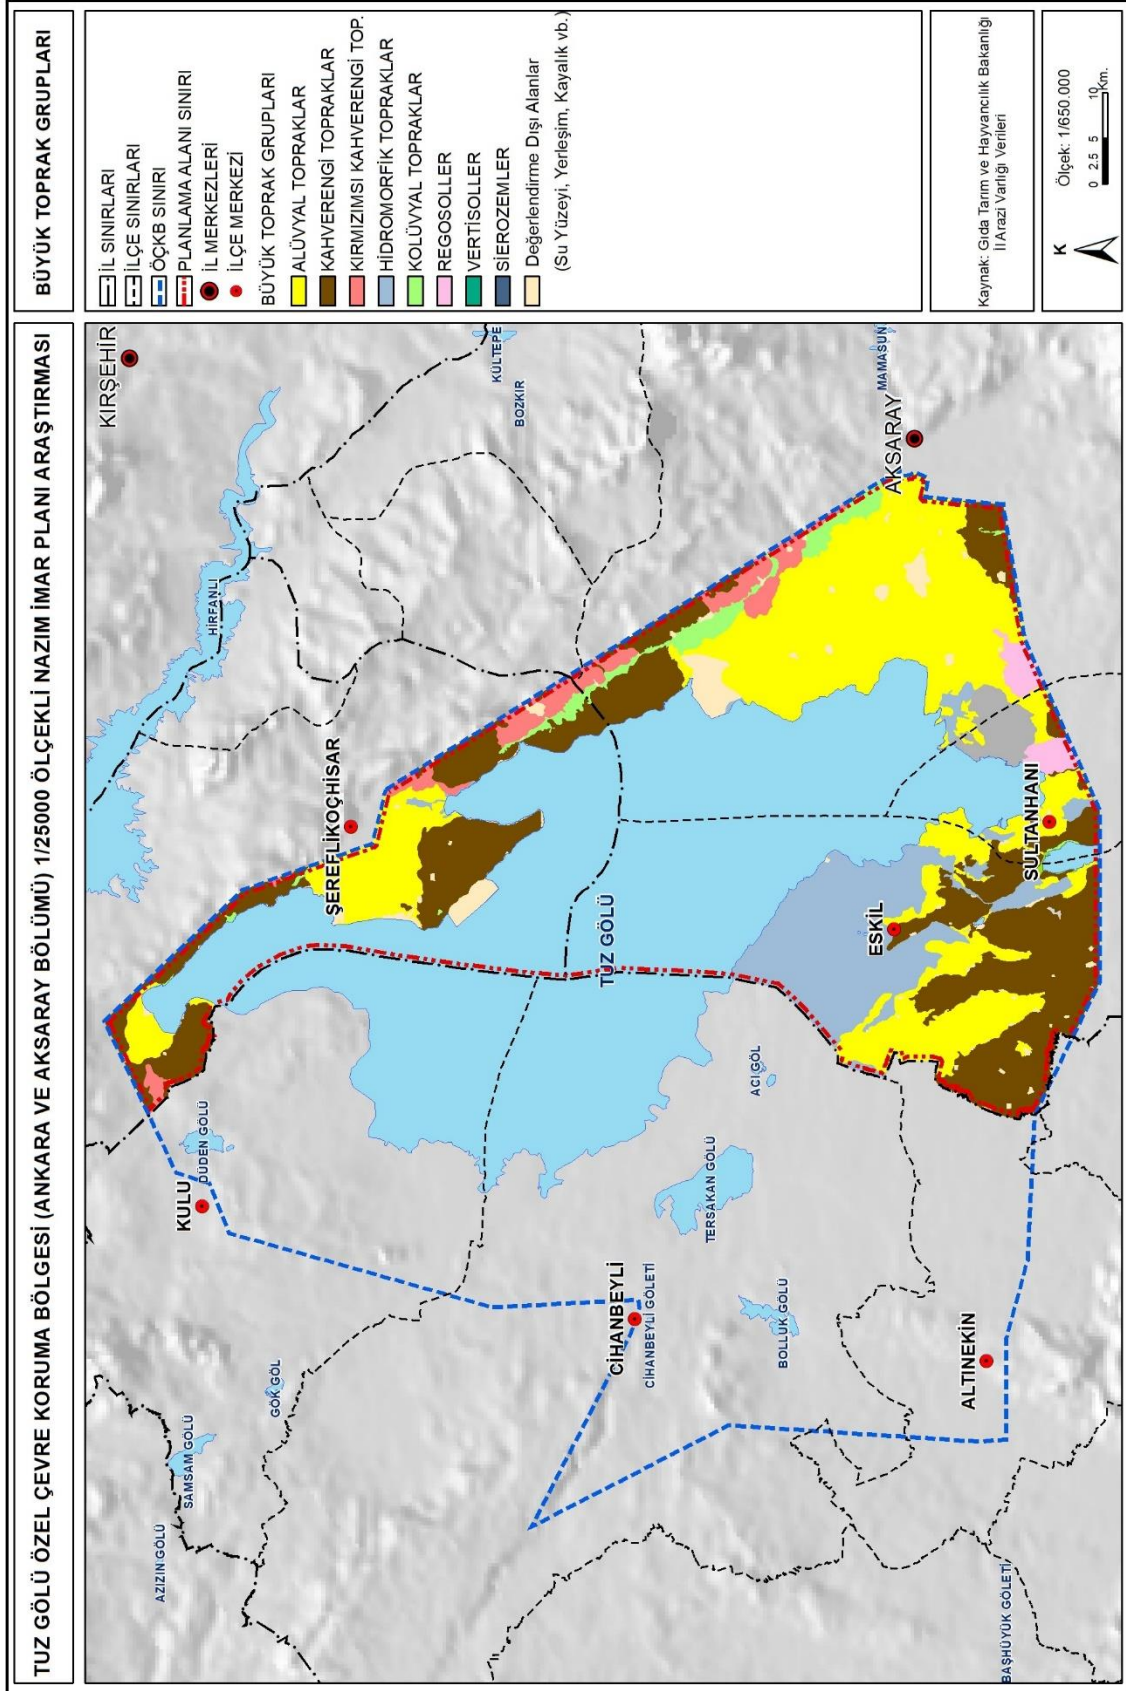 TUZ GÖLÜ ÖZEL ÇEVRE KORUMA BÖLGESİ (ANKARA VE AKSARAY BÖLÜMÜ) 1/25000 ÖLÇEKLİ NAZIM İMAR PLANI ARAŞTIRMASI
BÜYÜK TOPRAK GRUPLARI
KIRŞEHİR
HİRFANLI
KÜLTEPE
BOZKIR
MAMASUN
AKSARAY
ŞEREFLİKOÇHİSAR
TUZ GÖLÜ
SULTANHANI
ESKİL
ACI GÖL
DÜDEN GÖLÜ
KULU
TERSAKAN GÖLÜ
CİHANBEYLİ
CİHANBEYLİ GÖLETİ
BOLLUK GÖLÜ
ALTINEKİN
GÖK GÖL
SAMSAM GÖLÜ
AZIZIN GÖLÜ
BAŞHÜYÜK GÖLETİ
İL SINIRLARI
İLÇE SINIRLARI
ÖÇKB SINIRI
PLANLAMA ALANI SINIRI
İL MERKEZLERİ
İLÇE MERKEZİ
BÜYÜK TOPRAK GRUPLARI
ALÜVYAL TOPRAKLAR
KAHVERENGİ TOPRAKLAR
KIRMIZIMSI KAHVERENGİ TOP.
HİDROMORFİK TOPRAKLAR
KOLÜVYAL TOPRAKLAR
REGOSOLLER
VERTİSOLLER
SİEROZEMLER
Değerlendirme Dışı Alanlar
(Su Yüzeyi, Yerleşim, Kayalık vb.)
Kaynak: Gıda Tarım ve Hayvancılık Bakanlığı
İl Arazi Varlığı Verileri
K
Ölçek: 1/650.000
0 2.5 5 10
Km.